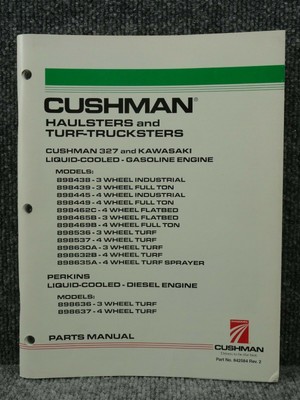 CUSHMAN®
HAULSTERS and
TURF-TRUCKSTERS
CUSHMAN 327 and KAWASAKI
LIQUID-COOLED - GASOLINE ENGINE
MODELS:
898438 - 3 WHEEL INDUSTRIAL
898439 - 3 WHEEL FULL TON
898445 - 4 WHEEL INDUSTRIAL
898449 - 4 WHEEL FULL TON
898462C - 4 WHEEL FLATBED
898465B - 3 WHEEL FLATBED
898469B - 4 WHEEL FULL TON
898536 - 3 WHEEL TURF
898537 - 4 WHEEL TURF
898630A - 3 WHEEL TURF
898632B - 4 WHEEL TURF
898635A - 4 WHEEL TURF SPRAYER
PERKINS
LIQUID-COOLED - DIESEL ENGINE
MODELS:
898636 - 3 WHEEL TURF
898637 - 4 WHEEL TURF
PARTS MANUAL
CUSHMAN
Part No. Rev.